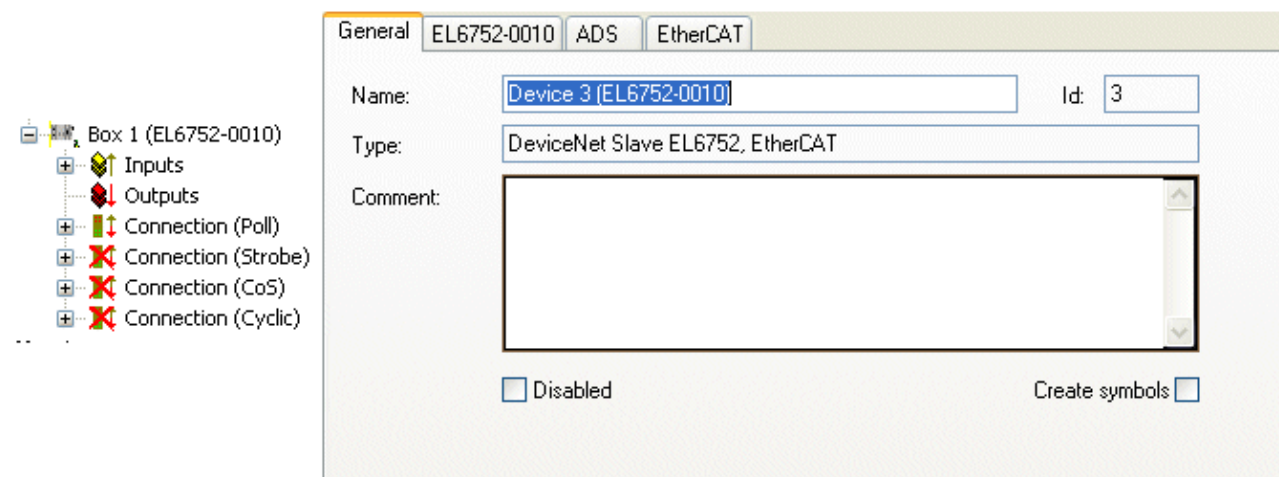 Box 1 (EL6752-0010)
Inputs
Outputs
Connection (Poll)
Connection (Strobe)
Connection (CoS)
Connection (Cyclic)
General EL6752-0010 ADS EtherCAT
Name: Device 3 (EL6752-0010) Id: 3
Type: DeviceNet Slave EL6752, EtherCAT
Comment:
Disabled Create symbols